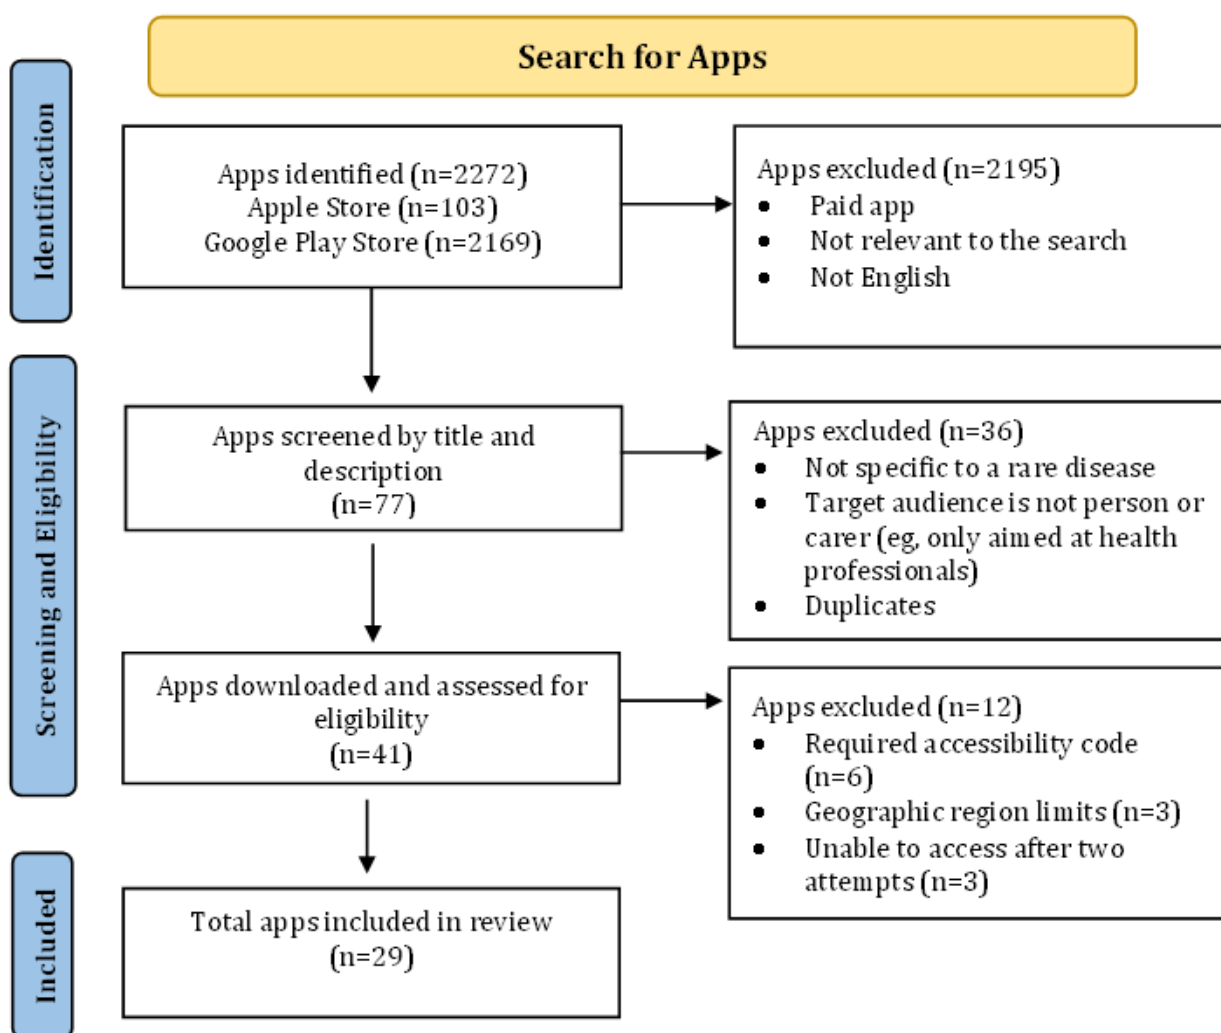 Search for Apps
Identification
Apps identified (n=2272)
Apple Store (n=103)
Google Play Store (n=2169)
Apps excluded (n=2195)
• Paid app
• Not relevant to the search
• Not English
Screening and Eligibility
Apps screened by title and
description
(n=77)
Apps excluded (n=36)
• Not specific to a rare disease
• Target audience is not person or
carer (eg, only aimed at health
professionals)
• Duplicates
Apps downloaded and assessed for
eligibility
(n=41)
Apps excluded (n=12)
• Required accessibility code
(n=6)
• Geographic region limits (n=3)
• Unable to access after two
attempts (n=3)
Included
Total apps included in review
(n=29)